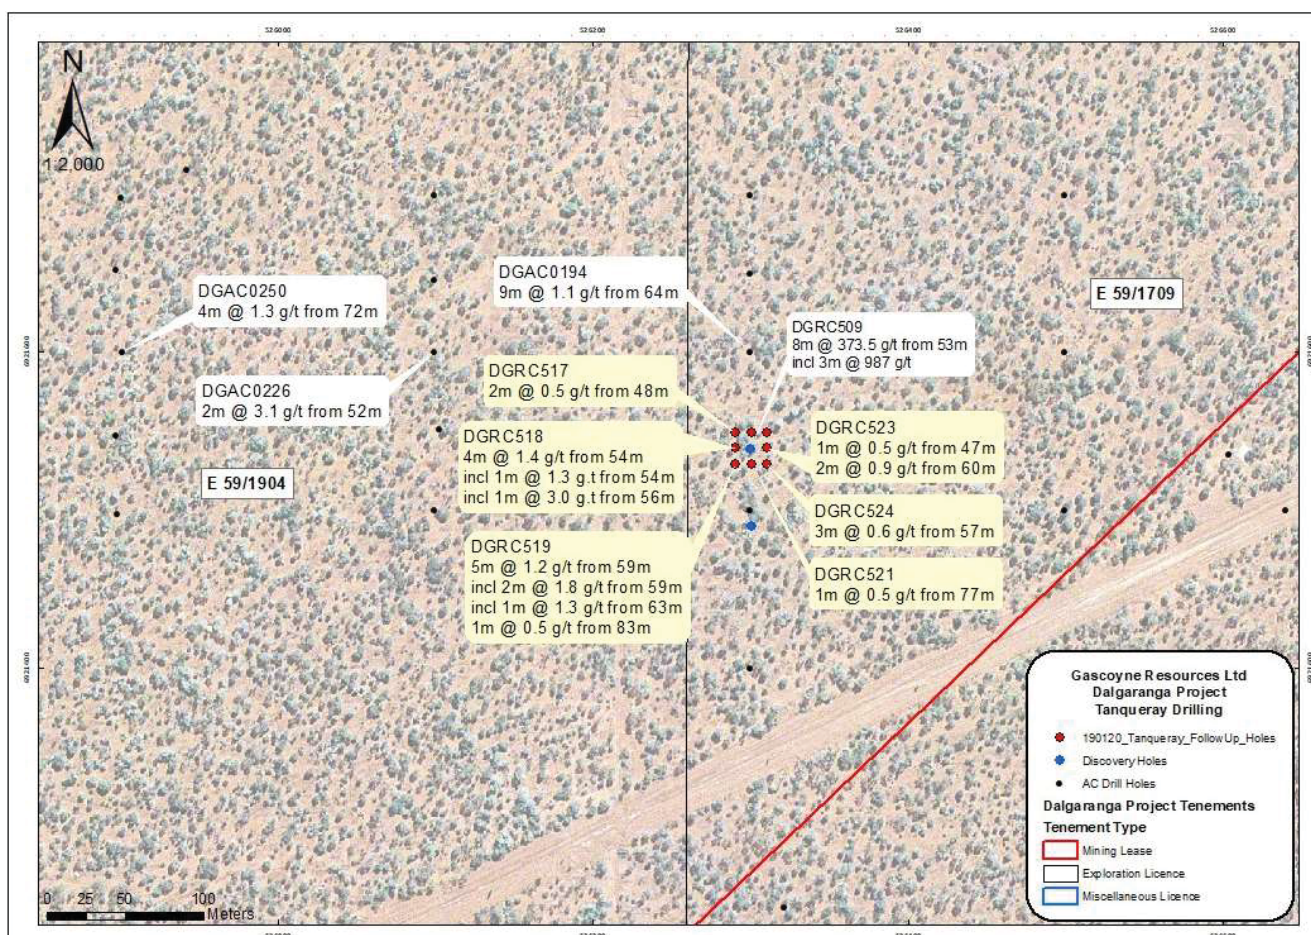 526000
526200
526400
526600
N
1:2,000
DGAC0250
4m @ 1.3 g/t from 72m
DGAC0194
9m @ 1.1 g/t from 64m
E 59/1709
DGRC509
8m @ 373.5 g/t from 53m
incl 3m @ 987 g/t
DGAC0226
2m @ 3.1 g/t from 52m
DGRC517
2m @ 0.5 g/t from 48m
DGRC518
4m @ 1.4 g/t from 54m
incl 1m @ 1.3 g.t from 54m
incl 1m @ 3.0 g.t from 56m
DGRC523
1m @ 0.5 g/t from 47m
2m @ 0.9 g/t from 60m
E 59/1904
DGRC524
3m @ 0.6 g/t from 57m
DGRC519
5m @ 1.2 g/t from 59m
incl 2m @ 1.8 g/t from 59m
incl 1m @ 1.3 g/t from 63m
1m @ 0.5 g/t from 83m
DGRC521
1m @ 0.5 g/t from 77m
Gascoyne Resources Ltd
Dalgaranga Project
Tanqueray Drilling
190120_Tanqueray_FollowUp_Holes
Discovery Holes
AC Drill Holes
Dalgaranga Project Tenements
Tenement Type
Mining Lease
Exploration Licence
Miscellaneous Licence
0 25 50 100
Meters